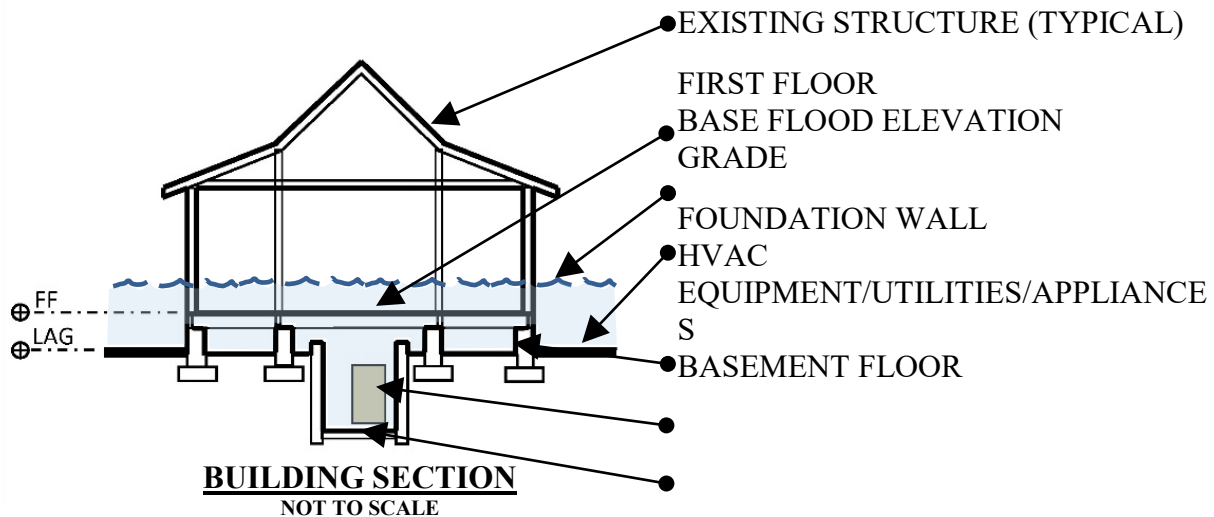 EXISTING STRUCTURE (TYPICAL)
FIRST FLOOR
BASE FLOOD ELEVATION
GRADE
FOUNDATION WALL
HVAC
EQUIPMENT/UTILITIES/APPLIANCE
S
BASEMENT FLOOR
FF
LAG
BUILDING SECTION
NOT TO SCALE